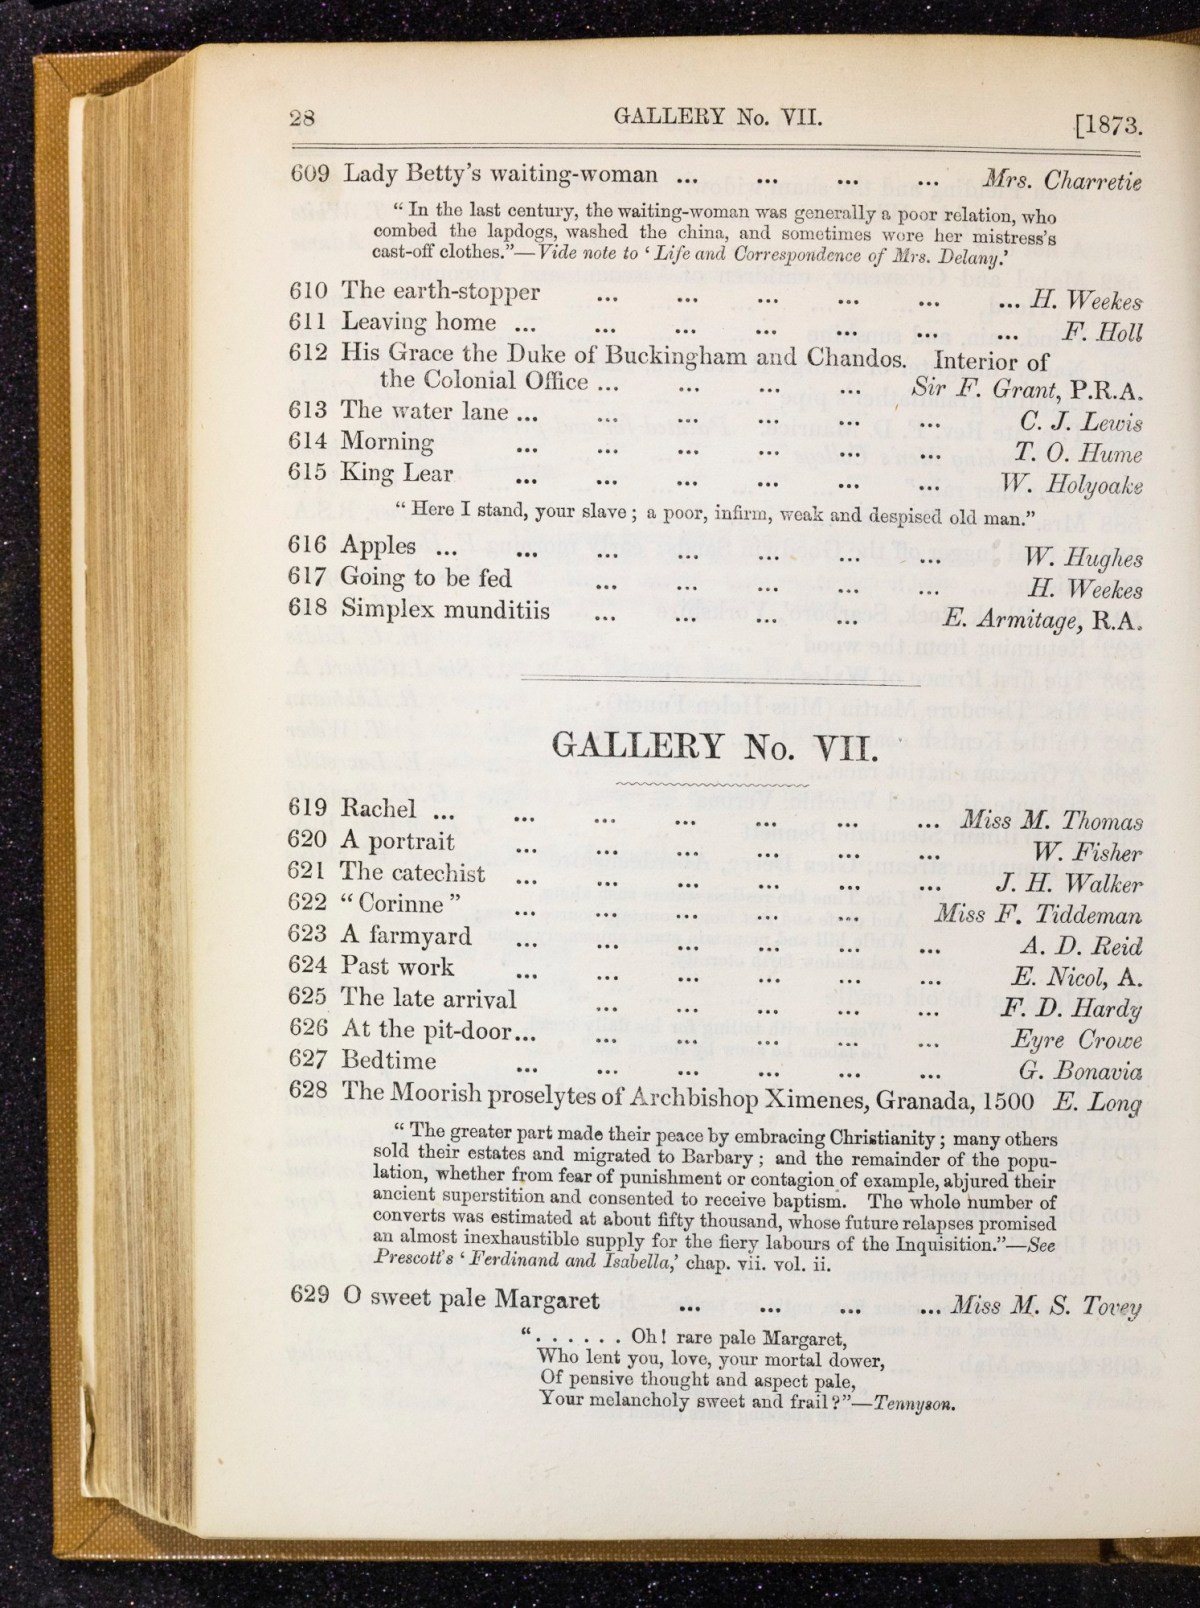 28 GALLERY No. VII. [1873.
609 Lady Betty's waiting-woman ... ... ... ... Mrs. Charretie
“ In the last century, the waiting-woman was generally a poor relation, who
combed the lapdogs, washed the china, and sometimes wore her mistress's
cast-off clothes.”—Vide note to ‘ Life and Correspondence of Mrs. Delany.’
610 The earth-stopper ... ... ... ... ... ... H. Weekes
611 Leaving home ... ... ... ... ... ... ... F. Holl
612 His Grace the Duke of Buckingham and Chandos. Interior of
the Colonial Office ... ... ... ... Sir F. Grant, P.R.A.
613 The water lane ... ... ... ... ... ... C. J. Lewis
614 Morning ... ... ... ... ... ... T. O. Hume
615 King Lear ... ... ... ... ... ... W. Holyoake
“ Here I stand, your slave ; a poor, infirm, weak and despised old man.”
616 Apples ... ... ... ... ... ... ... W. Hughes
617 Going to be fed ... ... ... ... ... H. Weekes
618 Simplex munditiis ... ... ... ... E. Armitage, R.A.
GALLERY No. VII.
619 Rachel ... ... ... ... ... ... ... Miss M. Thomas
620 A portrait ... ... ... ... ... ... W. Fisher
621 The catechist ... ... ... ... ... ... J. H. Walker
622 “ Corinne ” ... ... ... ... ... Miss F. Tiddeman
623 A farmyard ... ... ... ... ... ... A. D. Reid
624 Past work ... ... ... ... ... ... E. Nicol, A.
625 The late arrival ... ... ... ... ... F. D. Hardy
626 At the pit-door... ... ... ... ... ... Eyre Crowe
627 Bedtime ... ... ... ... ... ... G. Bonavia
628 The Moorish proselytes of Archbishop Ximenes, Granada, 1500 E. Long
“ The greater part made their peace by embracing Christianity ; many others
sold their estates and migrated to Barbary ; and the remainder of the popu-
lation, whether from fear of punishment or contagion of example, abjured their
ancient superstition and consented to receive baptism. The whole number of
converts was estimated at about fifty thousand, whose future relapses promised
an almost inexhaustible supply for the fiery labours of the Inquisition.”—See
Prescott's ‘ Ferdinand and Isabella,’ chap. vii. vol. ii.
629 O sweet pale Margaret ... ... ... ... Miss M. S. Tovey
“ . . . . . . Oh ! rare pale Margaret,
Who lent you, love, your mortal dower,
Of pensive thought and aspect pale,
Your melancholy sweet and frail ?”—Tennyson.